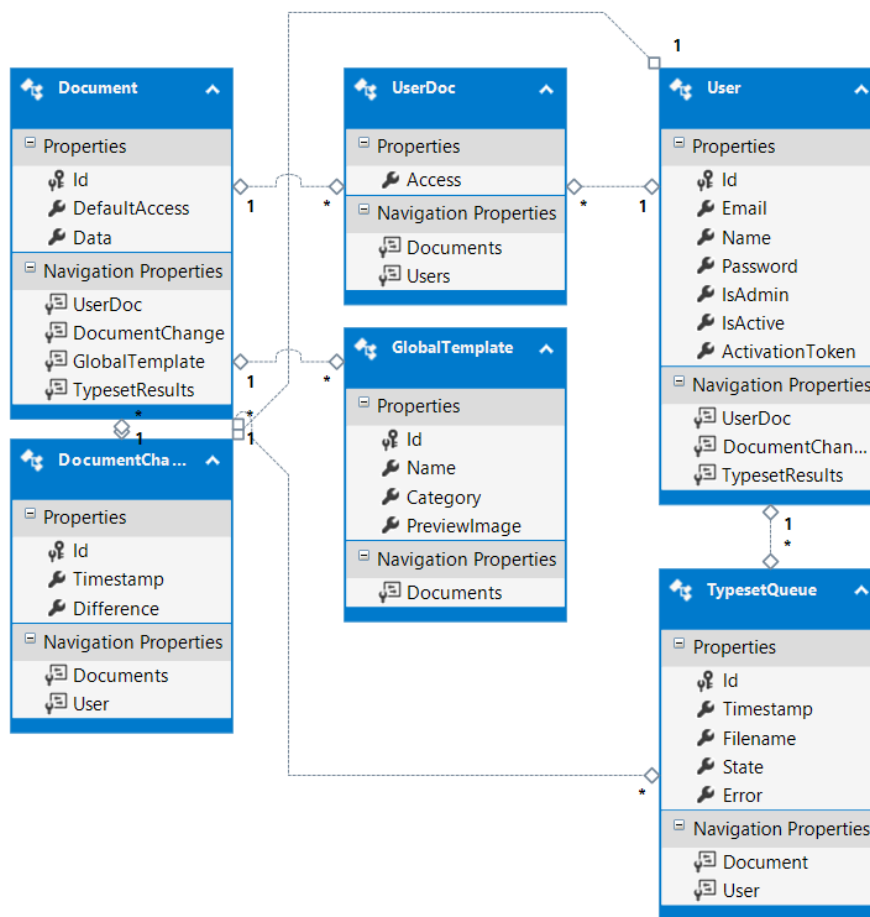 Document
Properties
Id
DefaultAccess
Data
Navigation Properties
UserDoc
DocumentChange
GlobalTemplate
TypesetResults
1
*
UserDoc
Properties
Access
Navigation Properties
Documents
Users
*
1
1
User
Properties
Id
Email
Name
Password
IsAdmin
IsActive
ActivationToken
Navigation Properties
UserDoc
DocumentChan...
TypesetResults
1
*
GlobalTemplate
Properties
Id
Name
Category
PreviewImage
Navigation Properties
Documents
*
1
*
1
DocumentCha...
Properties
Id
Timestamp
Difference
Navigation Properties
Documents
User
1
*
TypesetQueue
Properties
Id
Timestamp
Filename
State
Error
Navigation Properties
Document
User
*